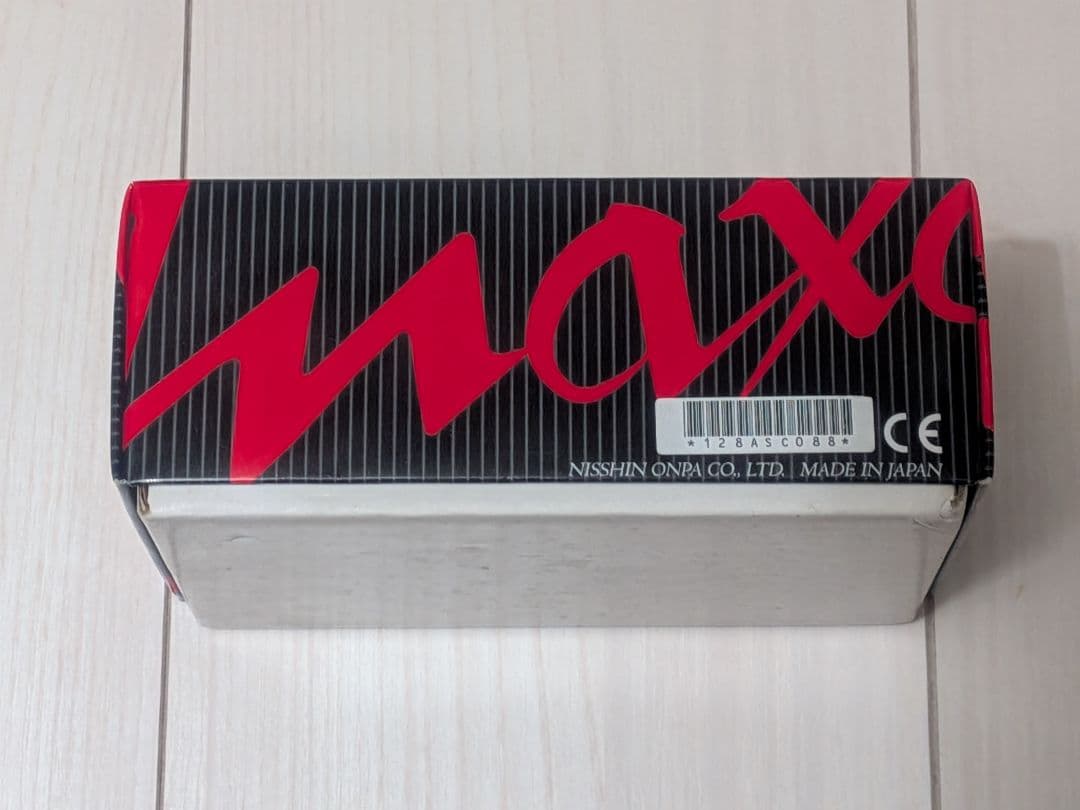 maxo
*128ASC088*
CE
NISSHIN ONPA CO., LTD. MADE IN JAPAN